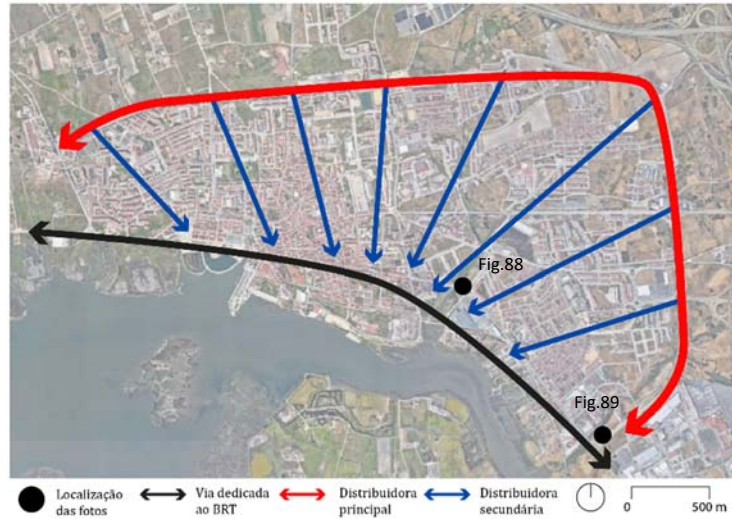 Fig.88
Fig.89
Localização das fotos
Via dedicada ao BRT
Distribuidora principal
Distribuidora secundária
0 500 m